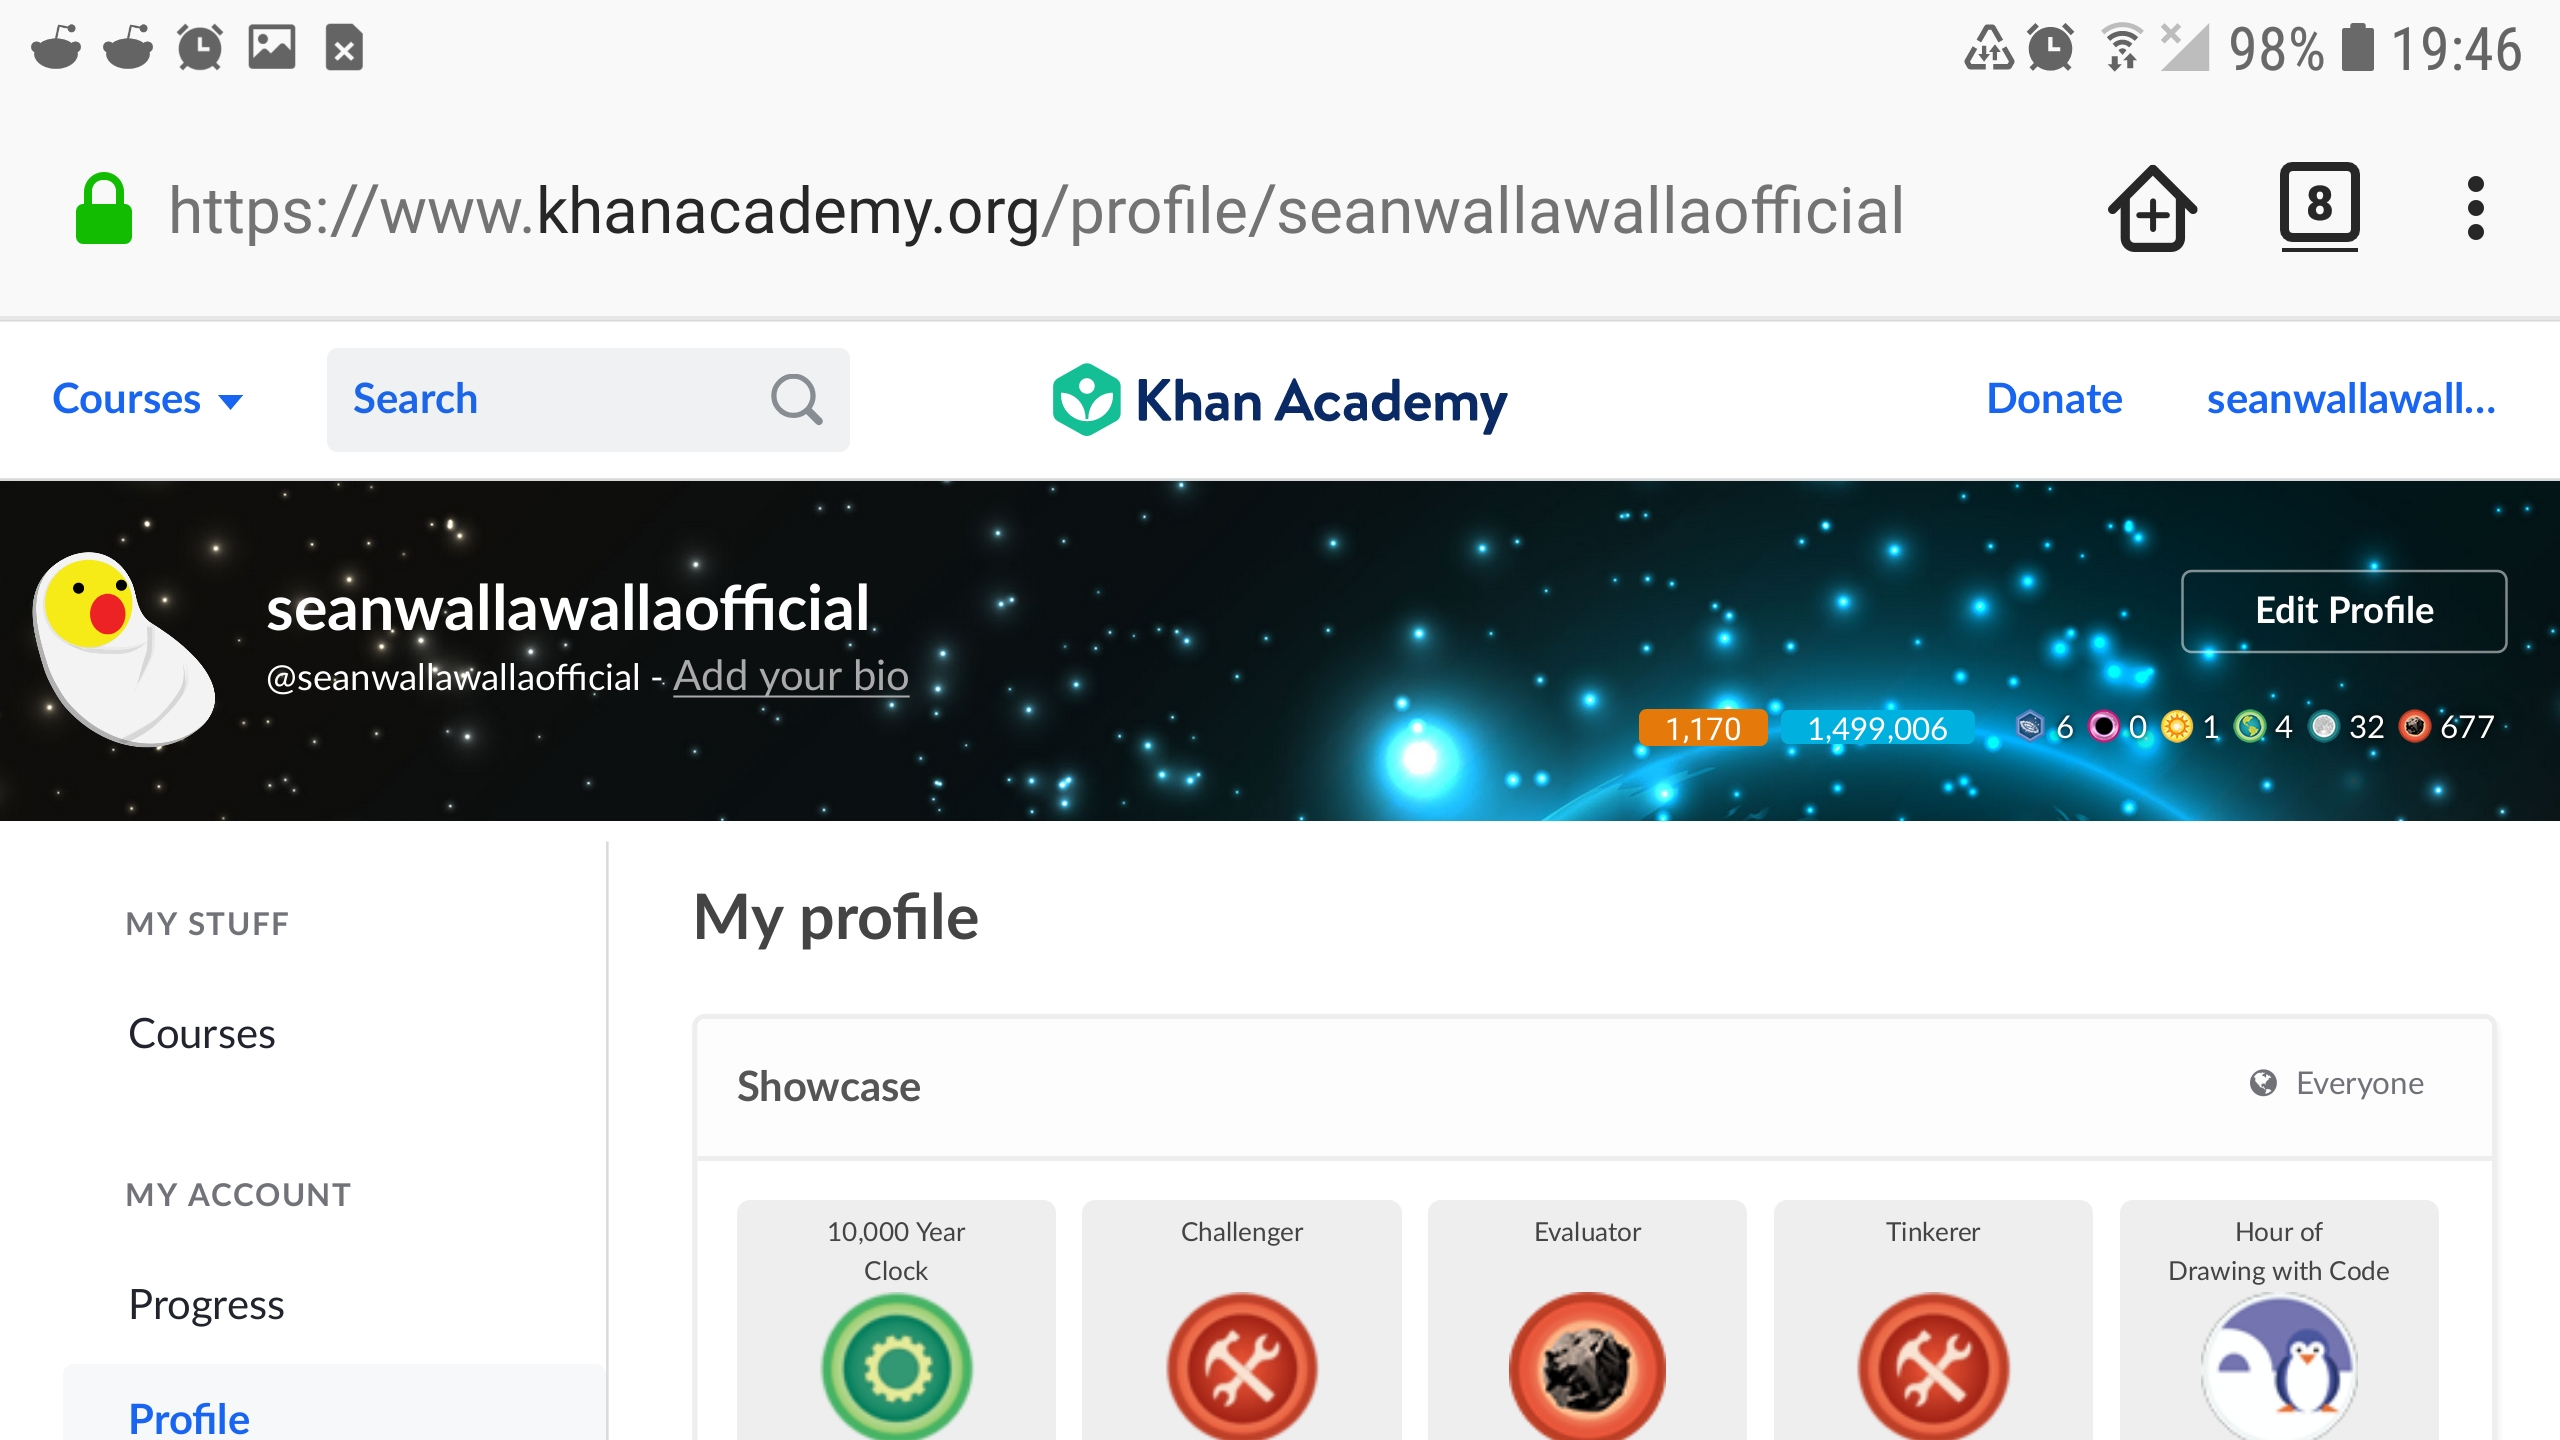 98% 19:46
https://www.khanacademy.org/profile/seanwallawallaofficial
8
Courses
Search
Khan Academy
Donate
seanwallawall...
seanwallawallaofficial
@seanwallawallaofficial - Add your bio
Edit Profile
1,170 1,499,006 6 0 1 4 32 677
MY STUFF
Courses
MY ACCOUNT
Progress
Profile
My profile
Showcase
Everyone
10,000 Year
Clock
Challenger
Evaluator
Tinkerer
Hour of
Drawing with Code